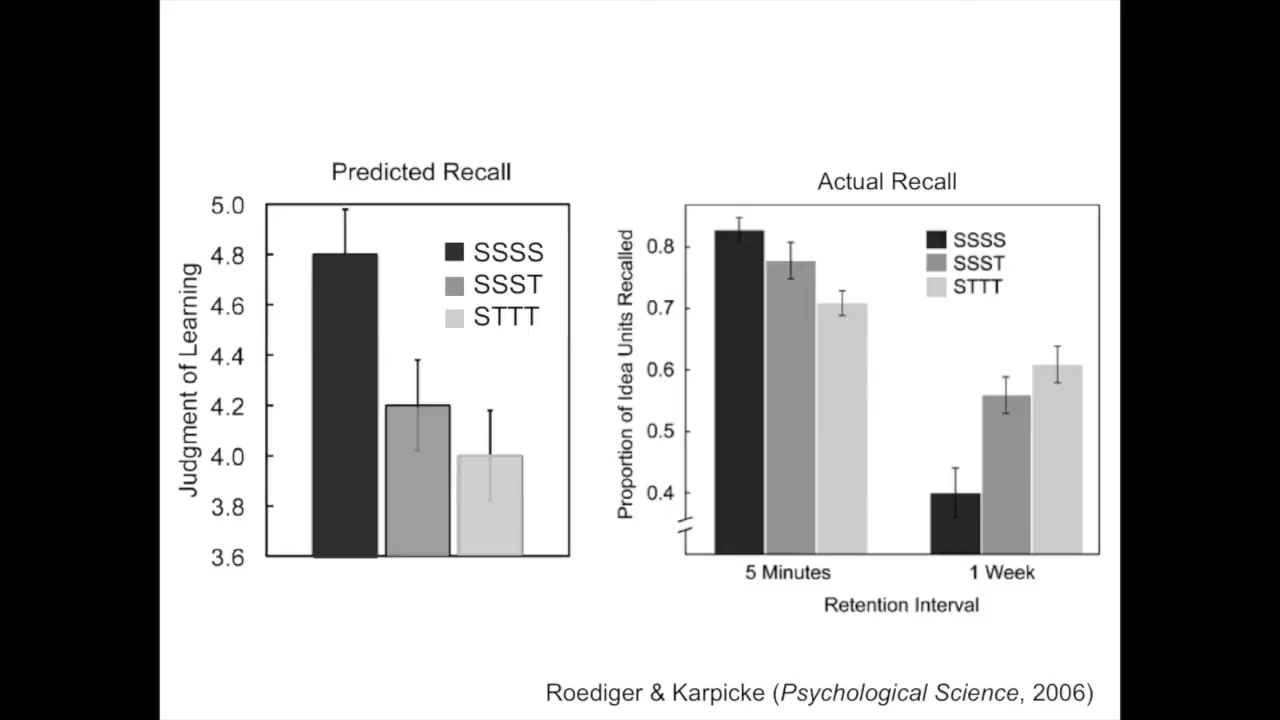 Predicted Recall
5.0
4.8
4.6
4.4
4.2
4.0
3.8
3.6
Judgment of Learning
SSSS
SSST
STTT
Actual Recall
0.8
0.7
0.6
0.5
0.4
Proportion of Idea Units Recalled
SSSS
SSST
STTT
5 Minutes
1 Week
Retention Interval
Roediger & Karpicke (Psychological Science, 2006)